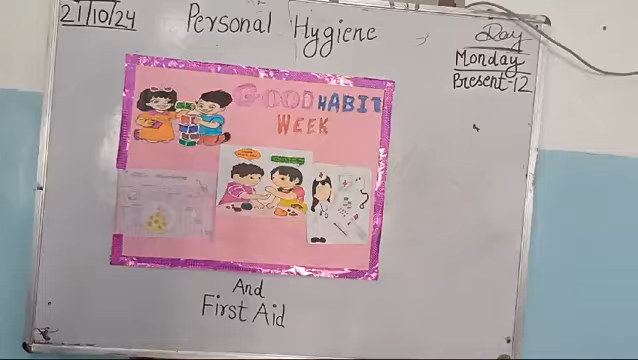 21/10/24
Personal Hygiene
Day
Monday
Present-12
GOOD HABIT
WEEK
And
First Aid